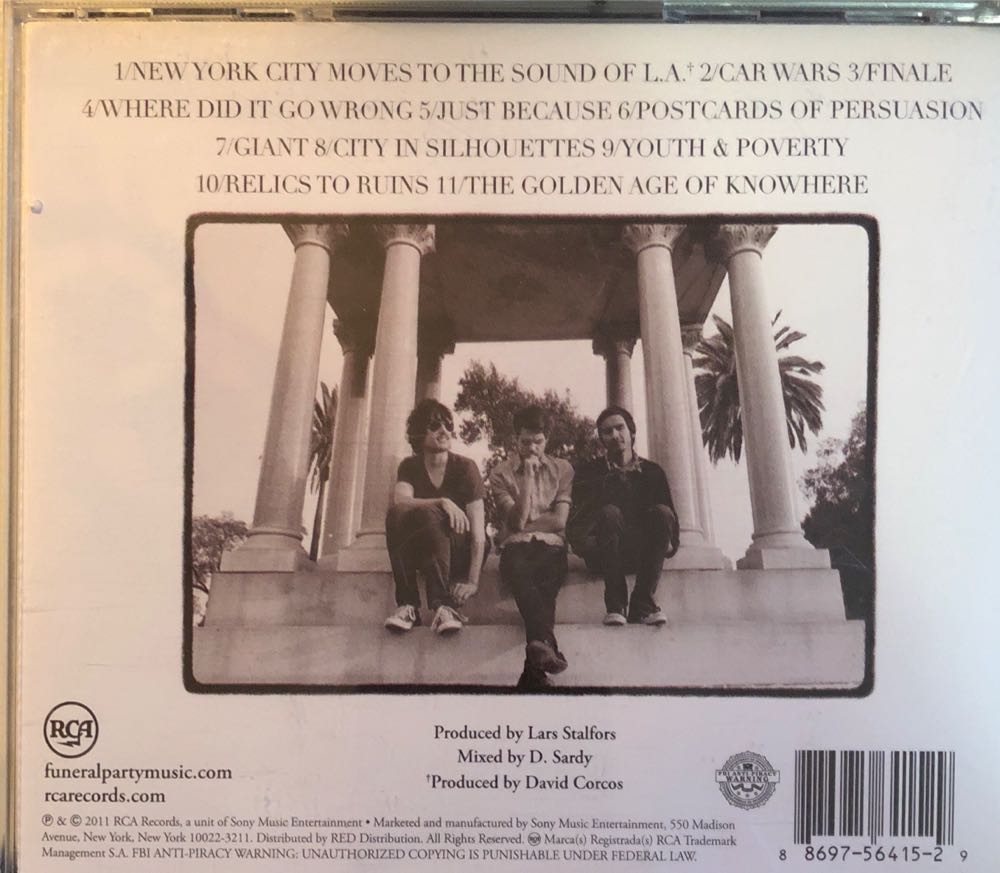 1/NEW YORK CITY MOVES TO THE SOUND OF L.A.† 2/CAR WARS 3/FINALE
4/WHERE DID IT GO WRONG 5/JUST BECAUSE 6/POSTCARDS OF PERSUASION
7/GIANT 8/CITY IN SILHOUETTES 9/YOUTH & POVERTY
10/RELICS TO RUINS 11/THE GOLDEN AGE OF KNOWHERE
RCA
funeralpartymusic.com
rcarecords.com
Produced by Lars Stalfors
Mixed by D. Sardy
†Produced by David Corcos
FBI ANTI-PIRACY
WARNING
℗ & © 2011 RCA Records, a unit of Sony Music Entertainment • Marketed and manufactured by Sony Music Entertainment, 550 Madison
Avenue, New York, New York 10022-3211. Distributed by RED Distribution. All Rights Reserved. RCA Marca(s) Registrada(s) RCA Trademark
Management S.A. FBI ANTI-PIRACY WARNING: UNAUTHORIZED COPYING IS PUNISHABLE UNDER FEDERAL LAW.
8 8697-56415-2 9